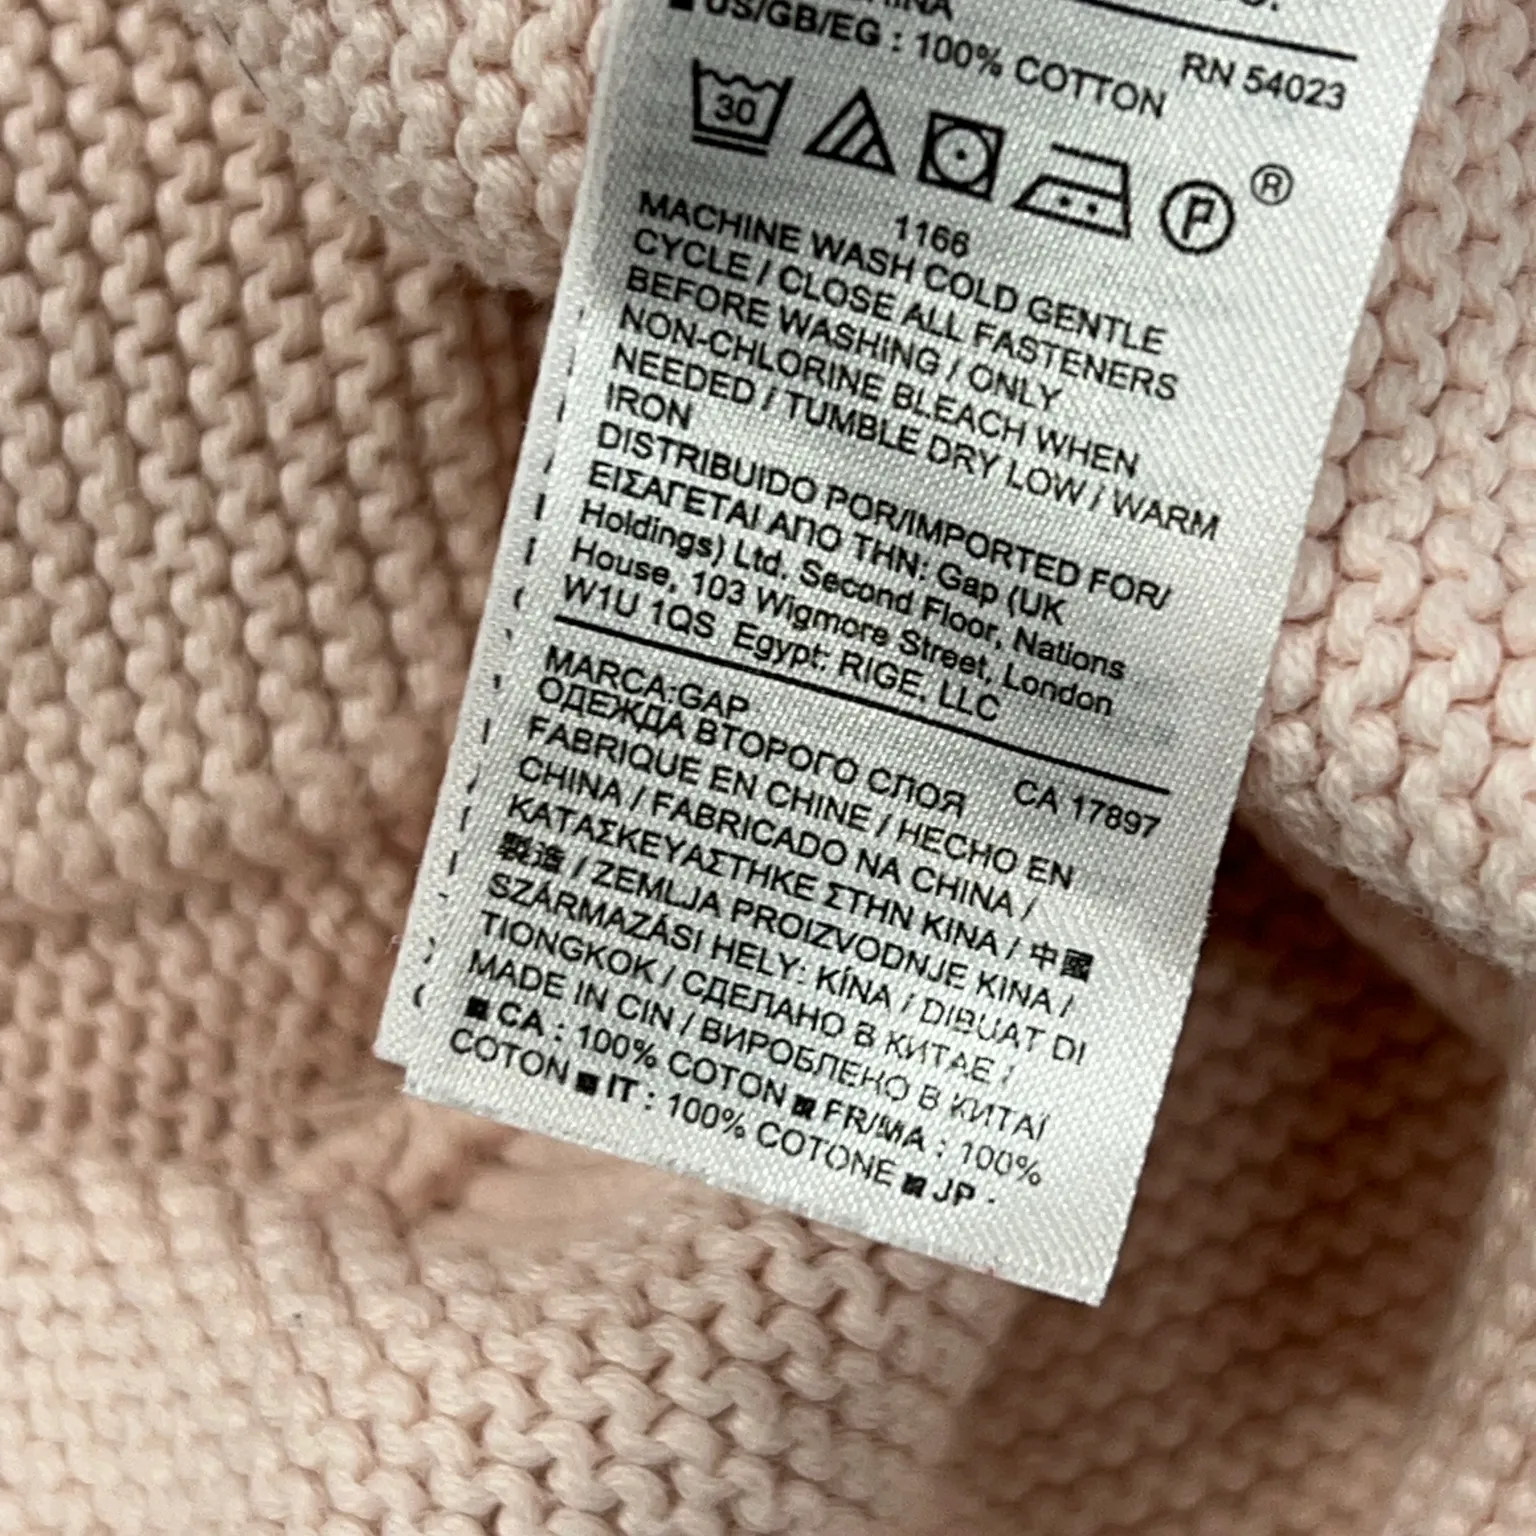 US/GB/EG : 100% COTTON
RN 54023
30
P
®
1166
MACHINE WASH COLD GENTLE
CYCLE / CLOSE ALL FASTENERS
BEFORE WASHING / ONLY
NON-CHLORINE BLEACH WHEN
NEEDED / TUMBLE DRY LOW / WARM
IRON
DISTRIBUIDO POR/IMPORTED FOR/
ΕΙΣΑΓΕΤΑΙ ΑΠΟ ΤΗΝ: Gap (UK
Holdings) Ltd. Second Floor, Nations
House, 103 Wigmore Street, London
W1U 1QS Egypt: RIGE, LLC
MARCA:GAP
CA 17897
ОДЕЖДА ВТОРОГО СЛОЯ
FABRIQUE EN CHINE / HECHO EN
CHINA / FABRICADO NA CHINA /
ΚΑΤΑΣΚΕΥΑΣΤΗΚΕ ΣΤΗΝ ΚΙΝΑ / 中國
製造 / ZEMLJA PROIZVODNJE KINA /
SZÁRMAZÁSI HELY: KÍNA / DIBUAT DI
TIONGKOK / СДЕЛАНО В КИТАЕ /
MADE IN CIN / ВИРОБЛЕНО В КИТАЇ
■ CA : 100% COTON ■ FR/MA : 100%
COTON ■ IT : 100% COTONE ■ JP :